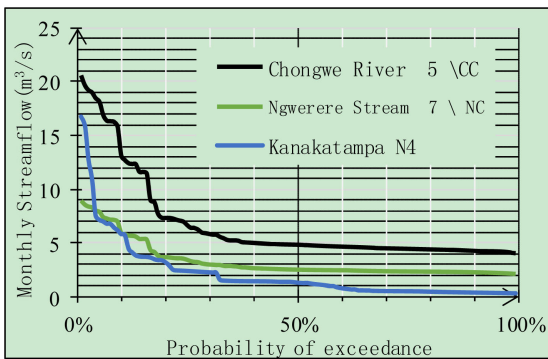 25
20
15
10
5
0
Monthly Streamflow (m³/s)
Chongwe River 5 \CC
Ngwerere Stream 7 \ NC
Kanakatampa N4
0% 50% 100%
Probability of exceedance